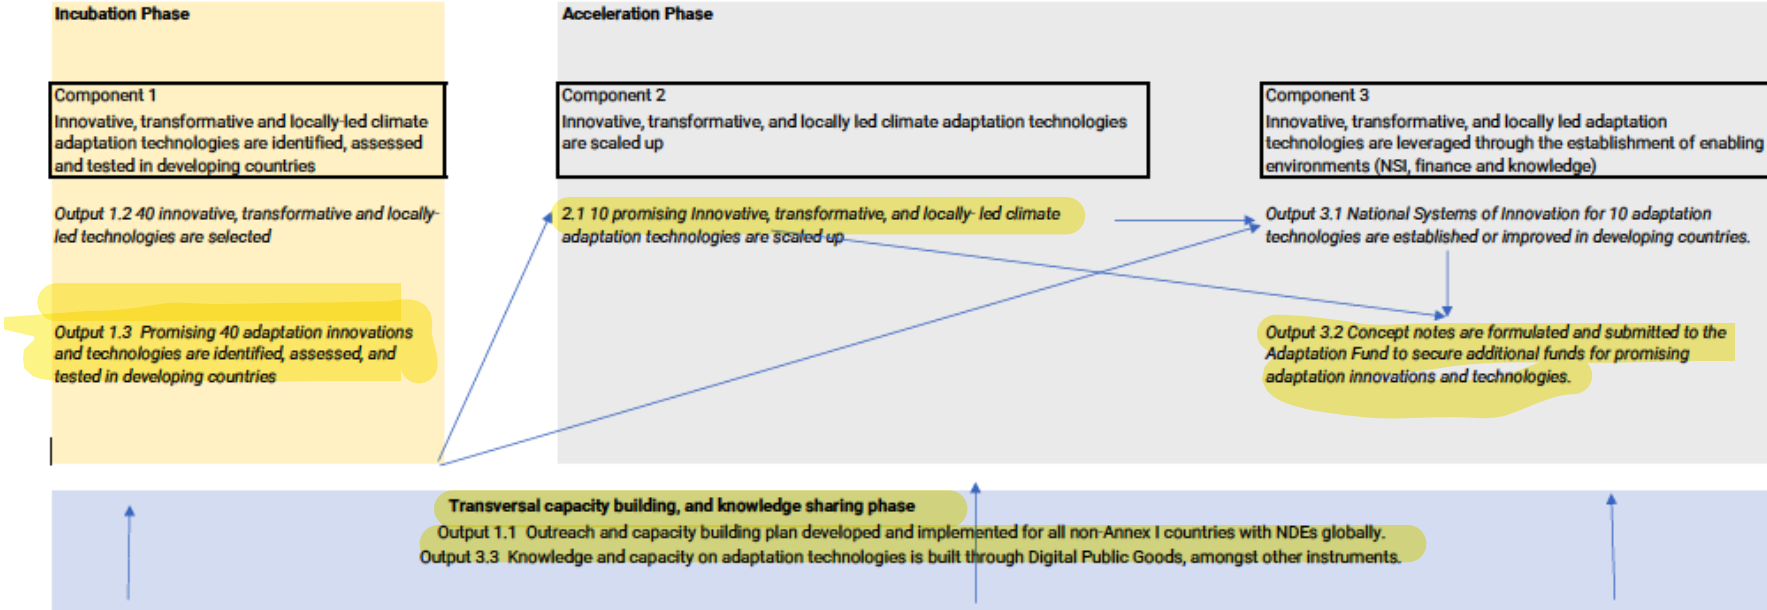 Incubation Phase
Acceleration Phase
Component 1
Innovative, transformative and locally-led climate
adaptation technologies are identified, assessed
and tested in developing countries
Component 2
Innovative, transformative, and locally led climate adaptation technologies
are scaled up
Component 3
Innovative, transformative, and locally led adaptation
technologies are leveraged through the establishment of enabling
environments (NSI, finance and knowledge)
Output 1.2 40 innovative, transformative and locally-
led technologies are selected
2.1 10 promising Innovative, transformative, and locally- led climate
adaptation technologies are scaled up
Output 3.1 National Systems of Innovation for 10 adaptation
technologies are established or improved in developing countries.
Output 1.3 Promising 40 adaptation innovations
and technologies are identified, assessed, and
tested in developing countries
Output 3.2 Concept notes are formulated and submitted to the
Adaptation Fund to secure additional funds for promising
adaptation innovations and technologies.
Transversal capacity building, and knowledge sharing phase
Output 1.1 Outreach and capacity building plan developed and implemented for all non-Annex I countries with NDEs globally.
Output 3.3 Knowledge and capacity on adaptation technologies is built through Digital Public Goods, amongst other instruments.